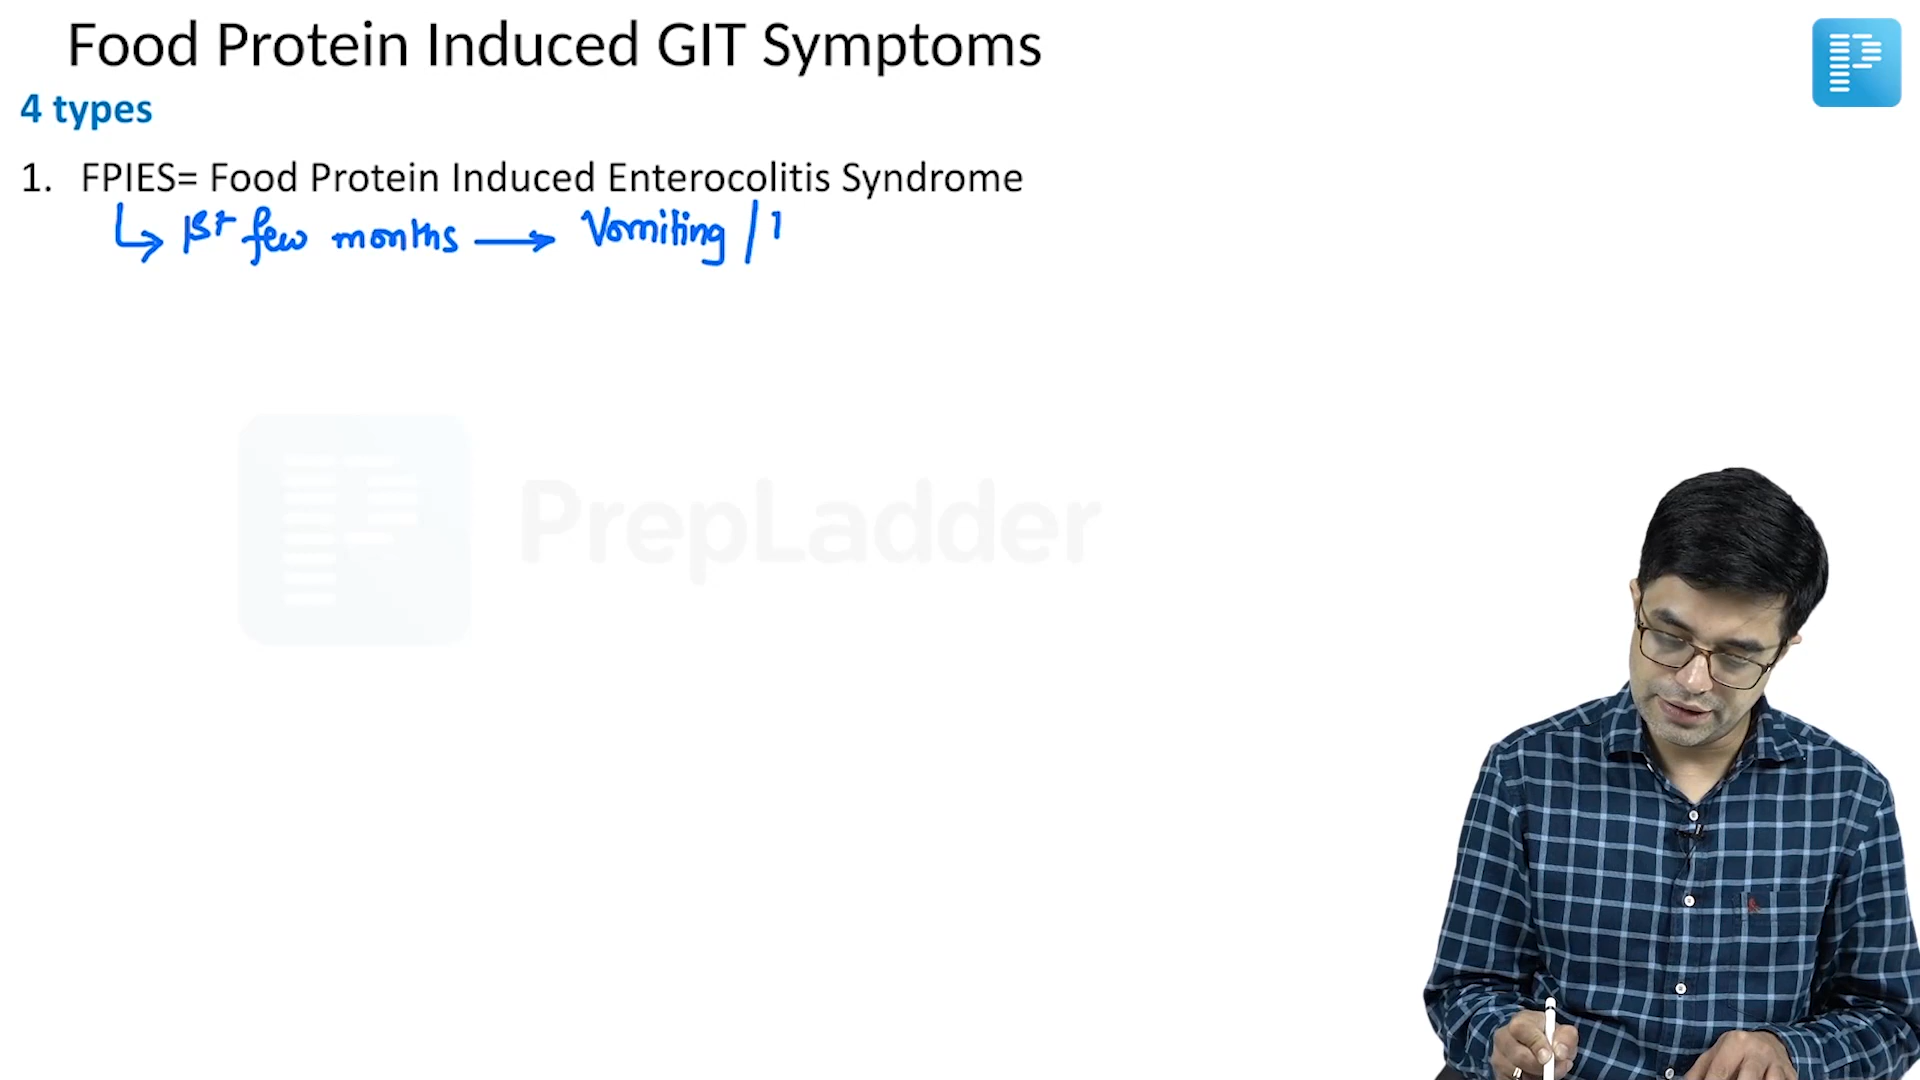 Food Protein Induced GIT Symptoms
4 types
1. FPIES= Food Protein Induced Enterocolitis Syndrome
1st few months → Vomiting /
PrepLadder